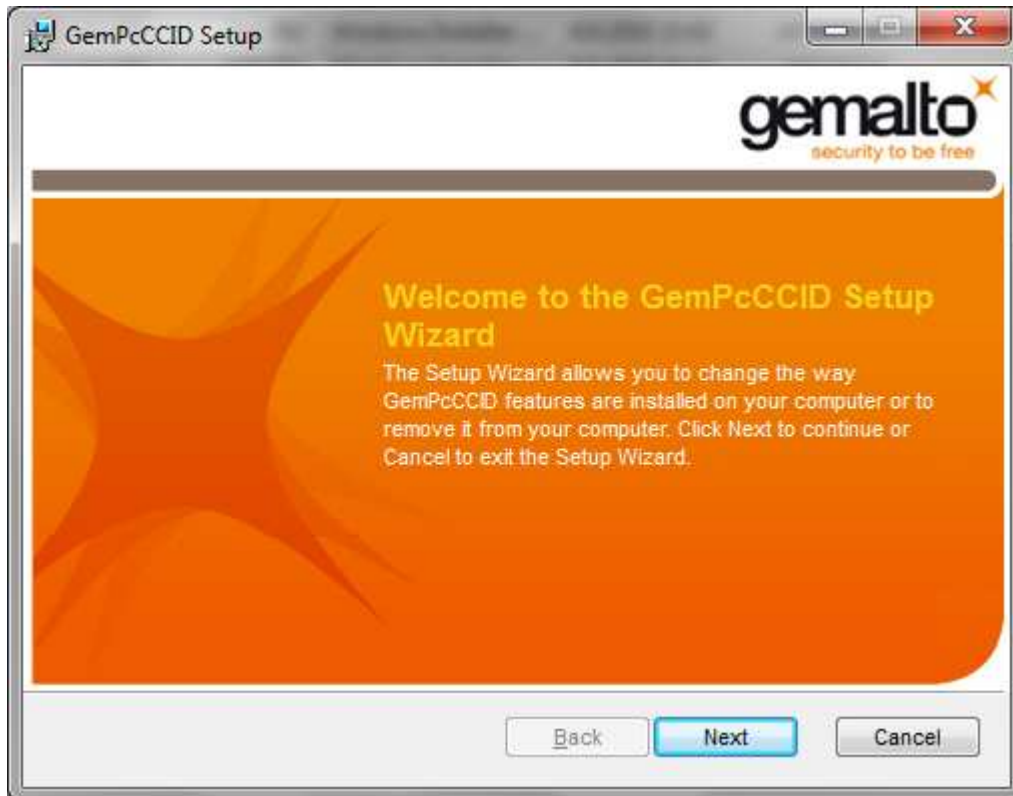 GemPcCCID Setup
gemalto
security to be free
Welcome to the GemPcCCID Setup
Wizard
The Setup Wizard allows you to change the way
GemPcCCID features are installed on your computer or to
remove it from your computer. Click Next to continue or
Cancel to exit the Setup Wizard.
Back Next Cancel